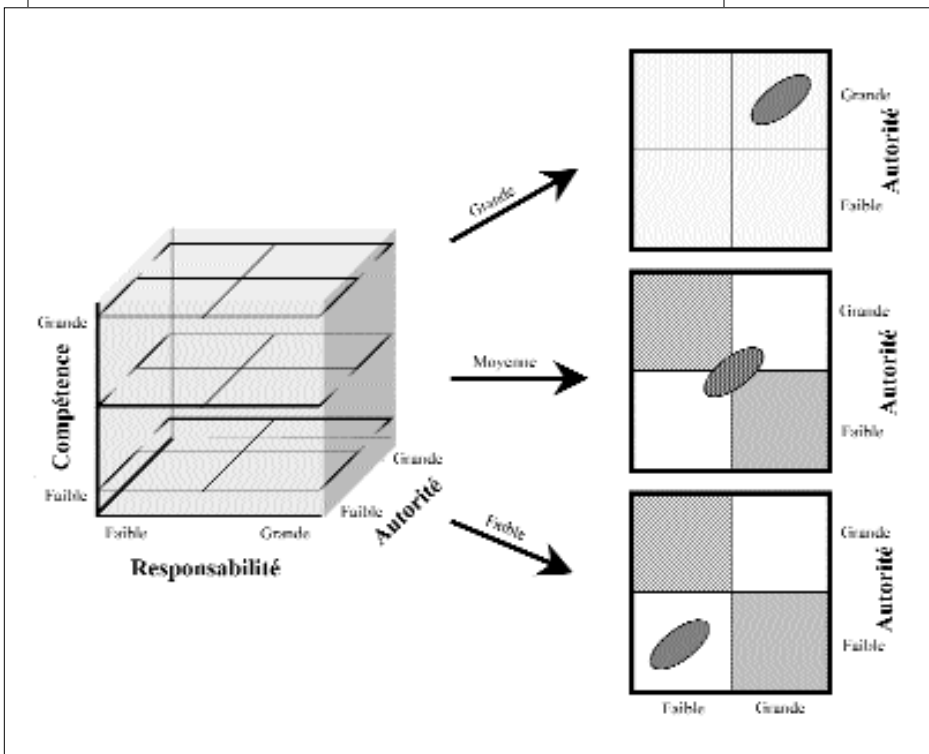 Grande
Compétence
Faible
Faible
Grande
Responsabilité
Faible
Autorité
Grande
Grande
Moyenne
Faible
Grande
Autorité
Faible
Grande
Autorité
Faible
Grande
Autorité
Faible
Faible
Grande